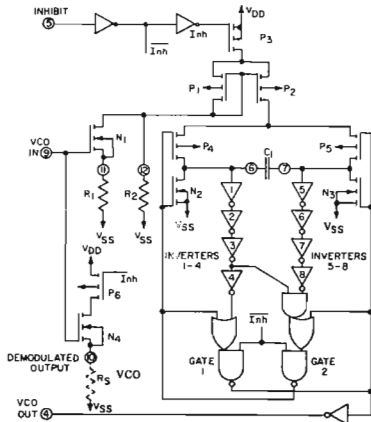 INHIBIT
5
Inh
Inh
VDD
P3
P1
P2
VCO
IN 9
N1
11
12
R1
R2
VSS
VSS
P4
C1
P5
6
7
N2
N3
VSS
VSS
1
5
2
6
3
7
4
8
INVERTERS
1-4
INVERTERS
5-8
VDD
Inh
P6
N4
Inh
DEMODULATED
OUTPUT
10
RS
VCO
GATE
1
GATE
2
VCO
OUT 4
VSS